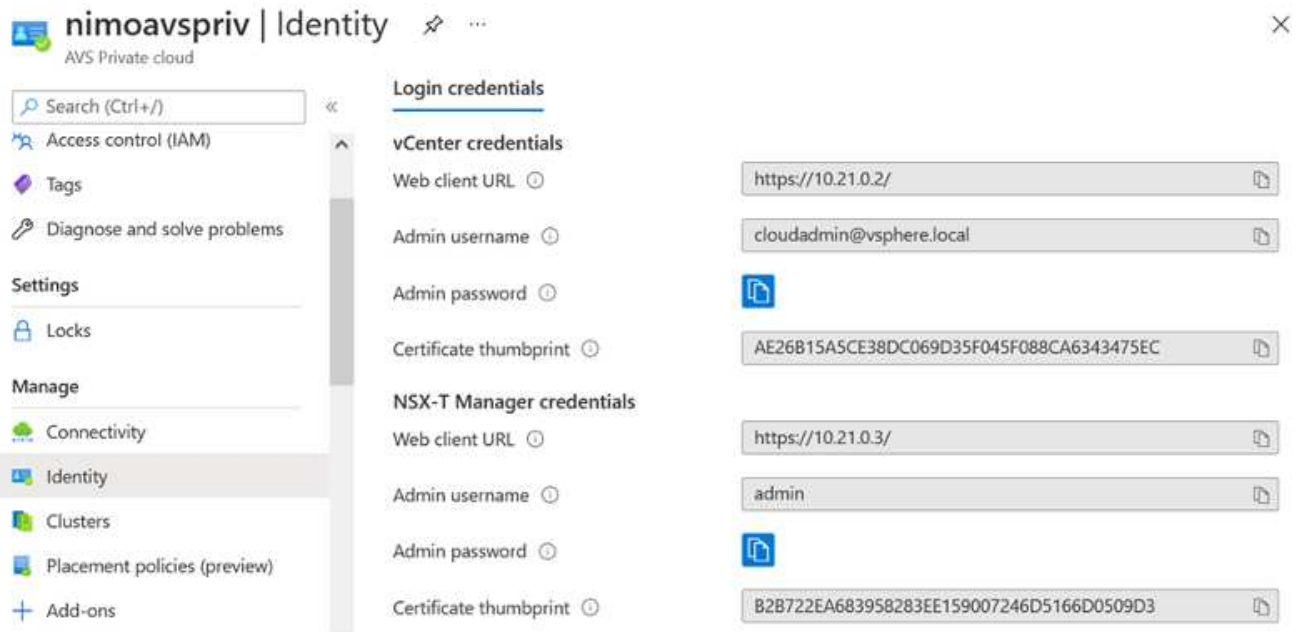 nimoavspriv | Identity ...
AVS Private cloud
Search (Ctrl+/)
«
Access control (IAM)
Tags
Diagnose and solve problems
Settings
Locks
Manage
Connectivity
Identity
Clusters
Placement policies (preview)
Add-ons
Login credentials
vCenter credentials
Web client URL https://10.21.0.2/
Admin username cloudadmin@vsphere.local
Admin password
Certificate thumbprint AE26B15A5CE38DC069D35F045F088CA6343475EC
NSX-T Manager credentials
Web client URL https://10.21.0.3/
Admin username admin
Admin password
Certificate thumbprint B2B722EA683958283EE159007246D5166D0509D3